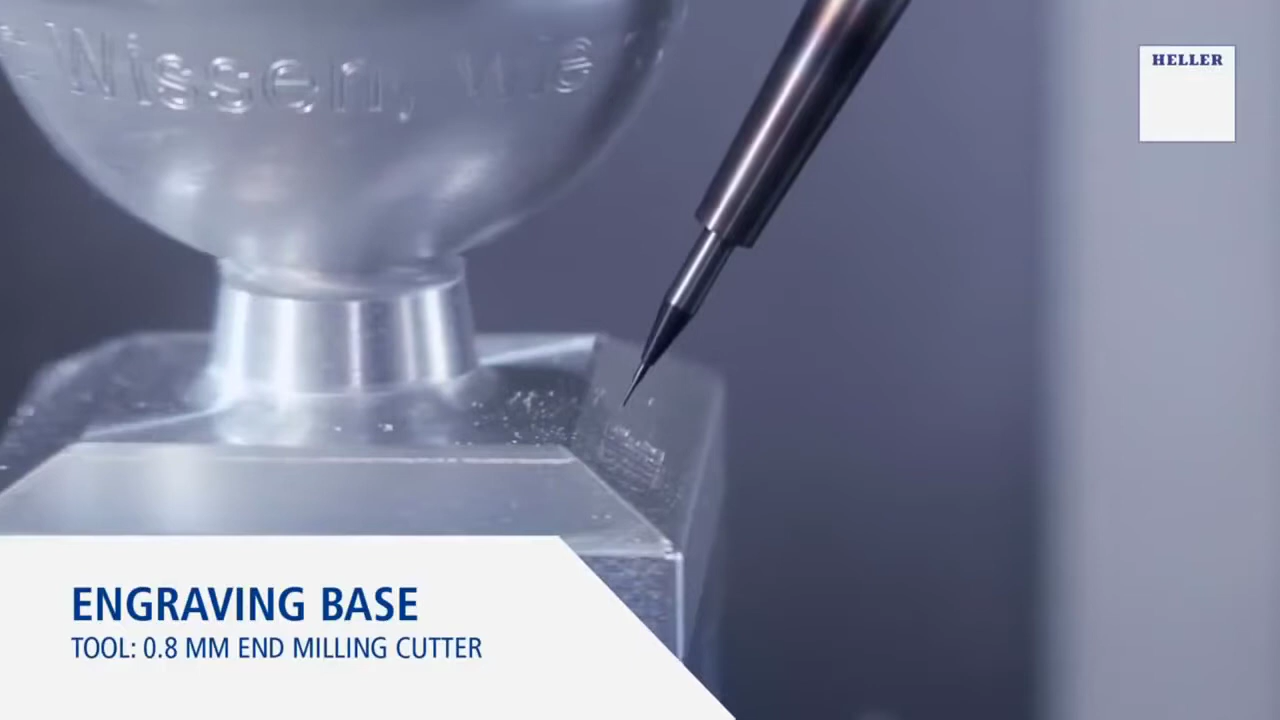 Wissen, wie
HELLER
ENGRAVING BASE
TOOL: 0.8 MM END MILLING CUTTER